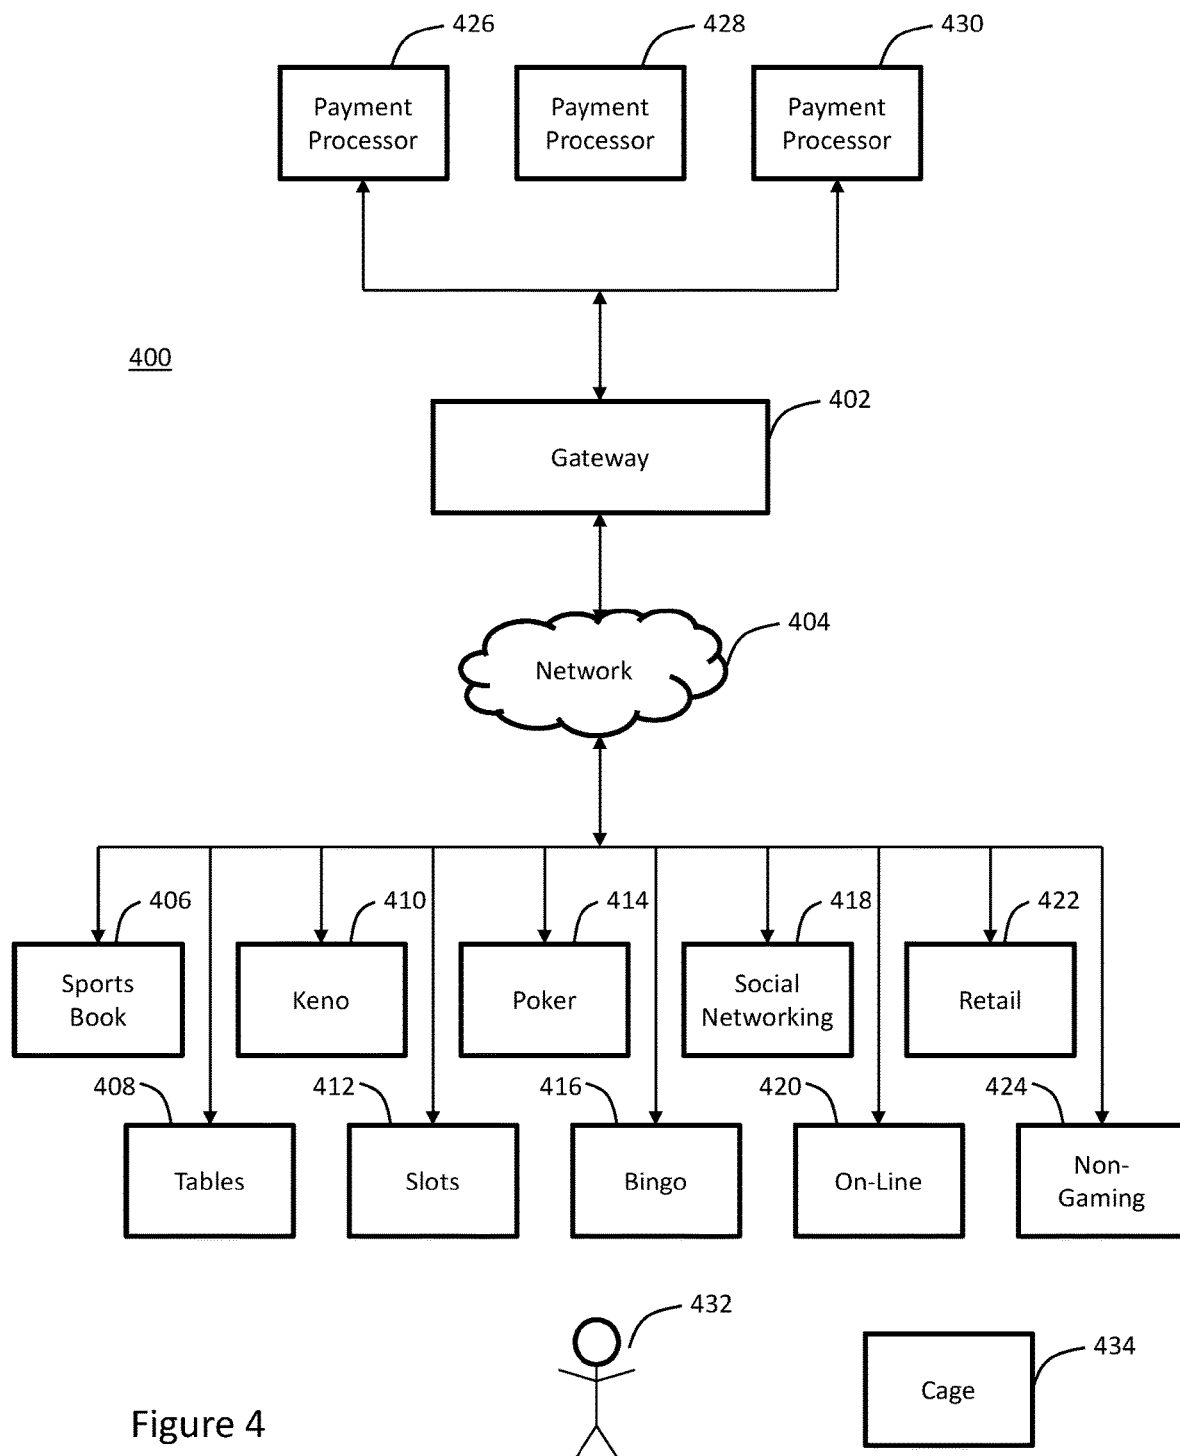 426
428
430
Payment
Processor
Payment
Processor
Payment
Processor
400
402
Gateway
404
Network
406
410
414
418
422
Sports
Book
Keno
Poker
Social
Networking
Retail
408
412
416
420
424
Tables
Slots
Bingo
On-Line
Non-
Gaming
432
434
Cage
Figure 4